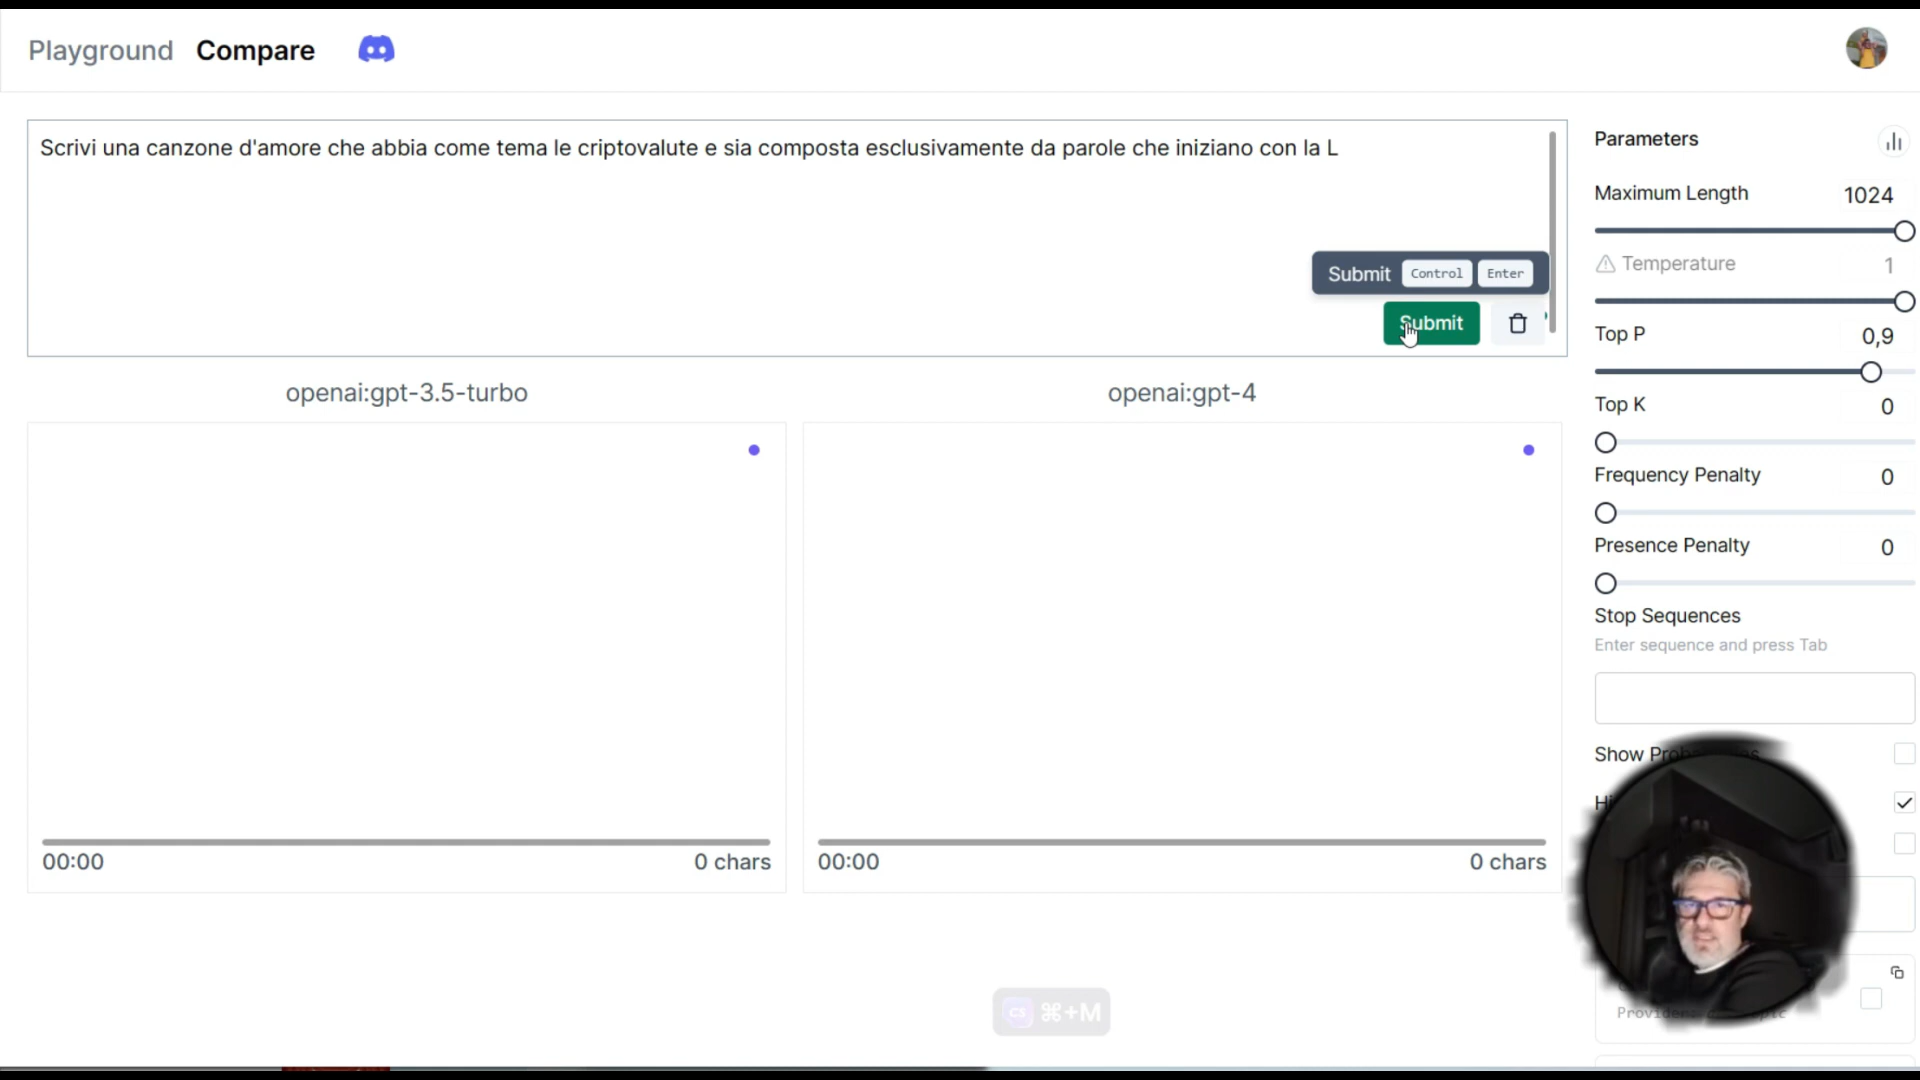 Playground Compare
Scrivi una canzone d'amore che abbia come tema le criptovalute e sia composta esclusivamente da parole che iniziano con la L
Submit Control Enter
Submit
openai:gpt-3.5-turbo
openai:gpt-4
00:00
0 chars
00:00
0 chars
CS ⌘+M
Parameters
Maximum Length 1024
Temperature 1
Top P 0,9
Top K 0
Frequency Penalty 0
Presence Penalty 0
Stop Sequences
Enter sequence and press Tab
Show